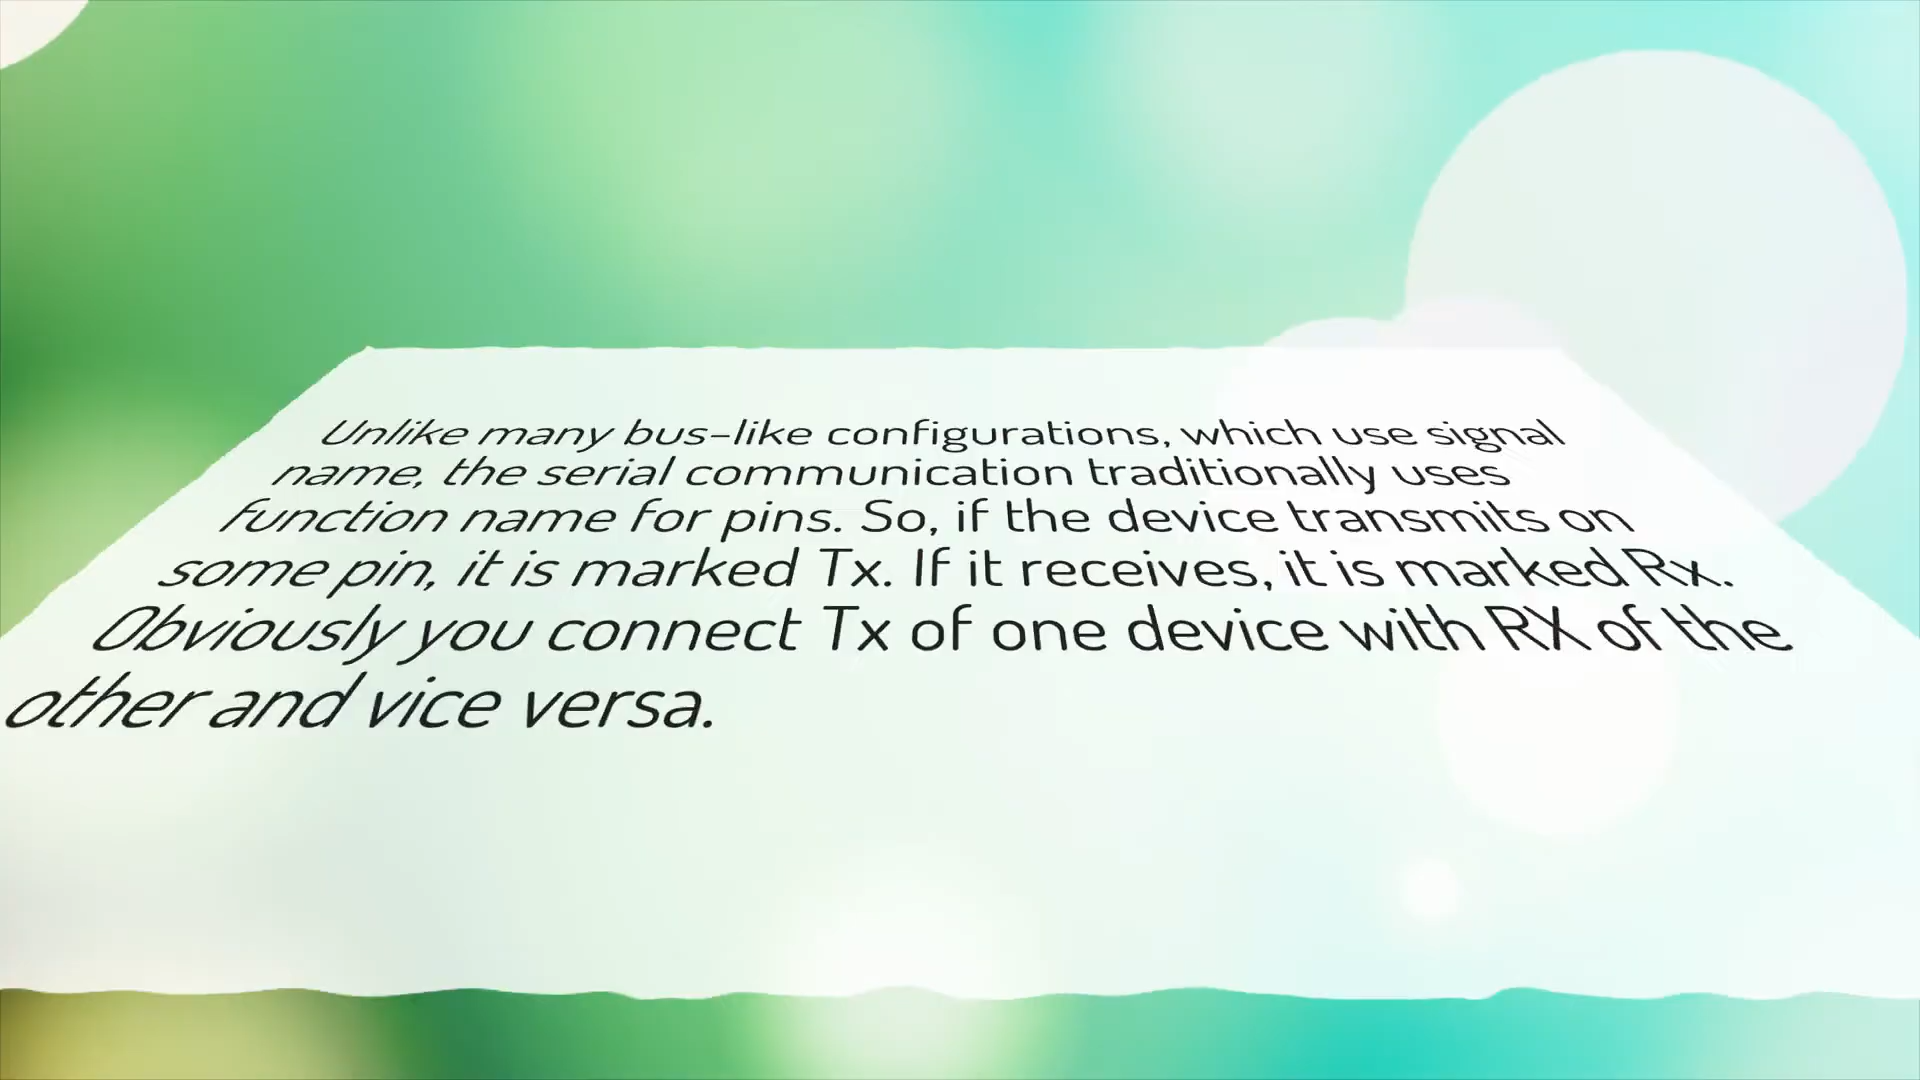 Unlike many bus-like configurations, which use signal
name, the serial communication traditionally uses
function name for pins. So, if the device transmits on
some pin, it is marked Tx. If it receives, it is marked Rx.
Obviously you connect Tx of one device with RX of the
other and vice versa.